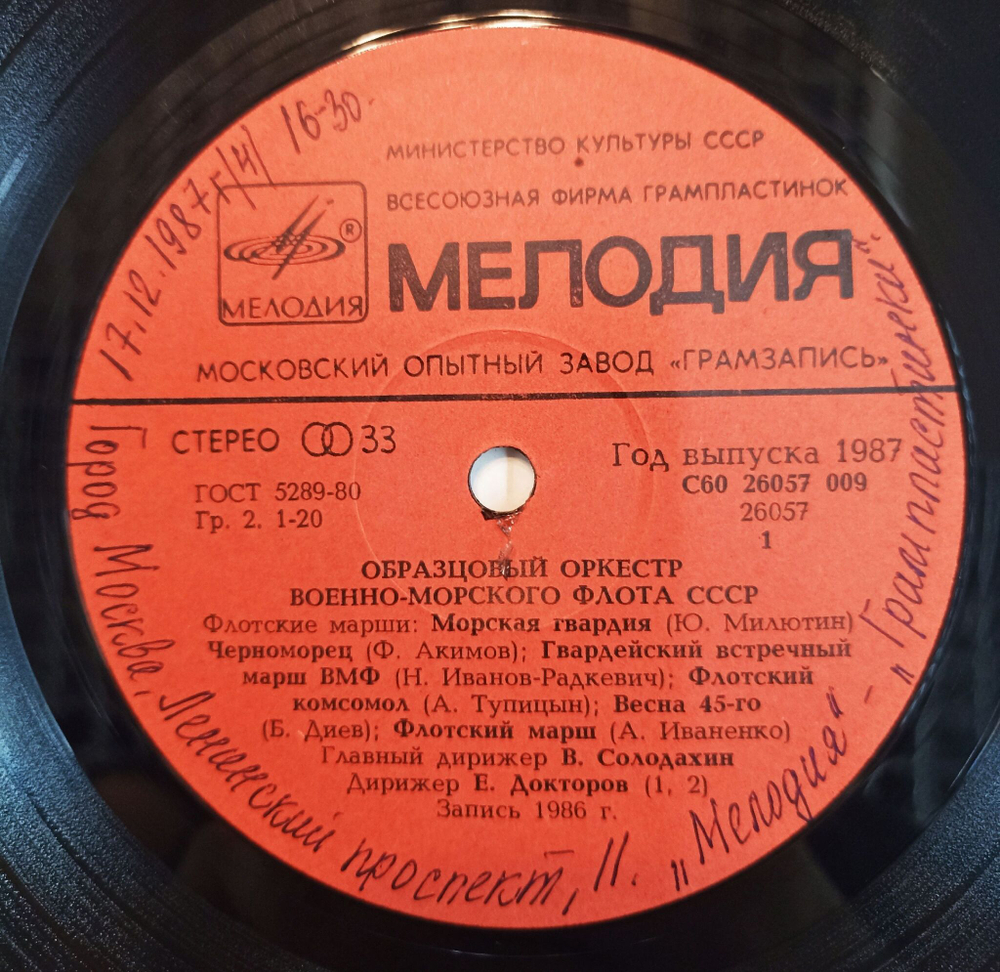 МИНИСТЕРСТВО КУЛЬТУРЫ СССР
ВСЕСОЮЗНАЯ ФИРМА ГРАМПЛАСТИНОК
МЕЛОДИЯ ®
МЕЛОДИЯ
МОСКОВСКИЙ ОПЫТНЫЙ ЗАВОД «ГРАМЗАПИСЬ»
СТЕРЕО 33
Год выпуска 1987
ГОСТ 5289-80
С60 26057 009
Гр. 2. 1-20
26057
1
ОБРАЗЦОВЫЙ ОРКЕСТР
ВОЕННО-МОРСКОГО ФЛОТА СССР
Флотские марши: Морская гвардия (Ю. Милютин)
Черноморец (Ф. Акимов); Гвардейский встречный
марш ВМФ (Н. Иванов-Радкевич); Флотский
комсомол (А. Тупицын); Весна 45-го
(Б. Диев); Флотский марш (А. Иваненко)
Главный дирижер В. Солодахин
Дирижер Е. Докторов (1, 2)
Запись 1986 г.
17.12.1987г./4/ 16-30.
Город Москва, Ленинский проспект, 11. „Мелодия" - „Грампластинки".